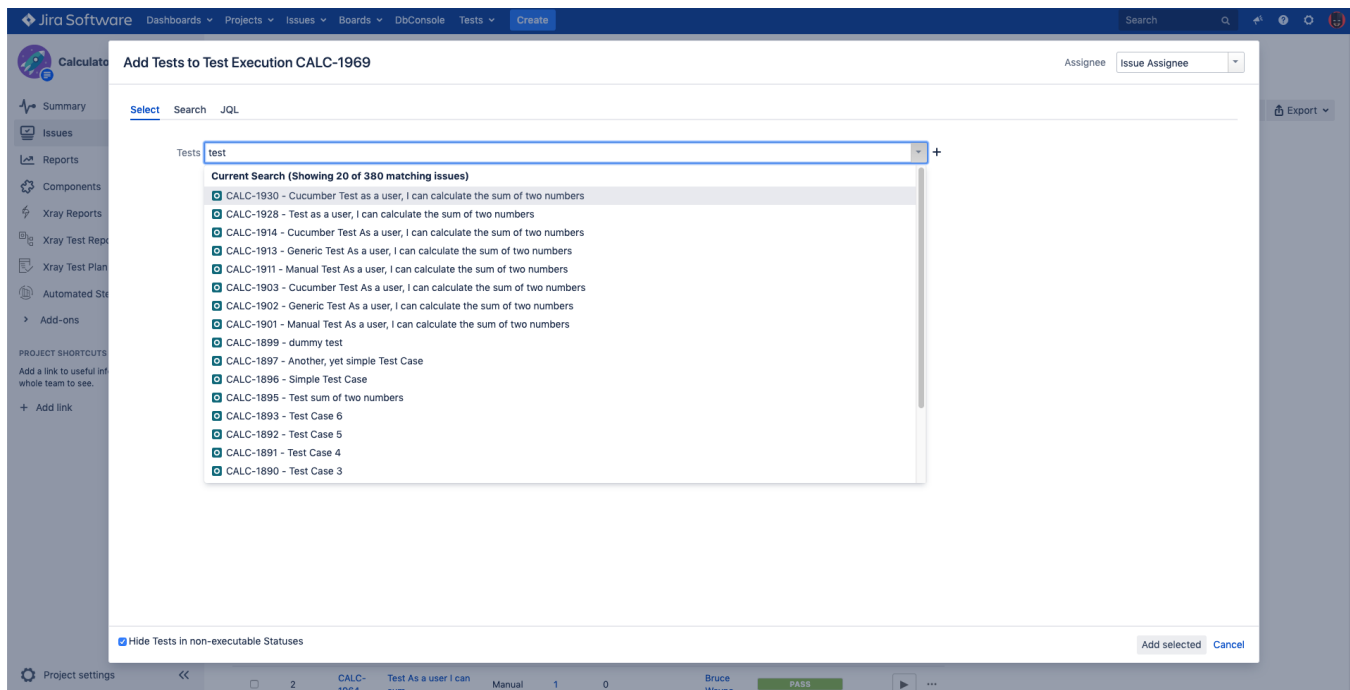 Jira Software Dashboards Projects Issues Boards DbConsole Tests Create Search
Calculato
Add Tests to Test Execution CALC-1969 Assignee Issue Assignee
Export
Select Search JQL
Summary
Issues
Reports
Components
Xray Reports
Xray Test Repo
Xray Test Plan
Automated Ste
Add-ons
PROJECT SHORTCUTS
Add a link to useful inf
whole team to see.
+ Add link
Tests test +
Current Search (Showing 20 of 380 matching issues)
CALC-1930 - Cucumber Test as a user, I can calculate the sum of two numbers
CALC-1928 - Test as a user, I can calculate the sum of two numbers
CALC-1914 - Cucumber Test As a user, I can calculate the sum of two numbers
CALC-1913 - Generic Test As a user, I can calculate the sum of two numbers
CALC-1911 - Manual Test As a user, I can calculate the sum of two numbers
CALC-1903 - Cucumber Test As a user, I can calculate the sum of two numbers
CALC-1902 - Generic Test As a user, I can calculate the sum of two numbers
CALC-1901 - Manual Test As a user, I can calculate the sum of two numbers
CALC-1899 - dummy test
CALC-1897 - Another, yet simple Test Case
CALC-1896 - Simple Test Case
CALC-1895 - Test sum of two numbers
CALC-1893 - Test Case 6
CALC-1892 - Test Case 5
CALC-1891 - Test Case 4
CALC-1890 - Test Case 3
Hide Tests in non-executable Statuses
Add selected Cancel
Project settings
2 CALC- Test As a user I can Manual 1 0 Bruce PASS